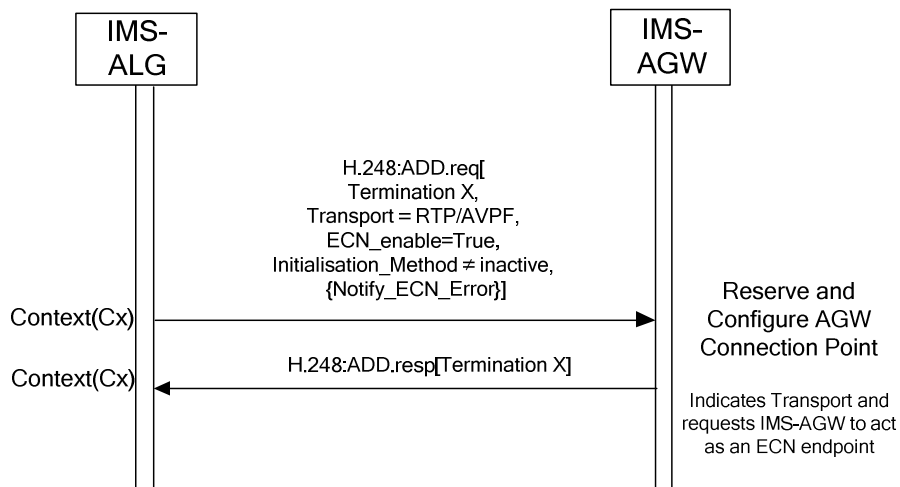 IMS-
ALG
IMS-
AGW
H.248:ADD.req[
Termination X,
Transport = RTP/AVPF,
ECN_enable=True,
Initialisation_Method ≠ inactive,
{Notify_ECN_Error}]
Context(Cx)
Reserve and
Configure AGW
Connection Point
H.248:ADD.resp[Termination X]
Context(Cx)
Indicates Transport and
requests IMS-AGW to act
as an ECN endpoint